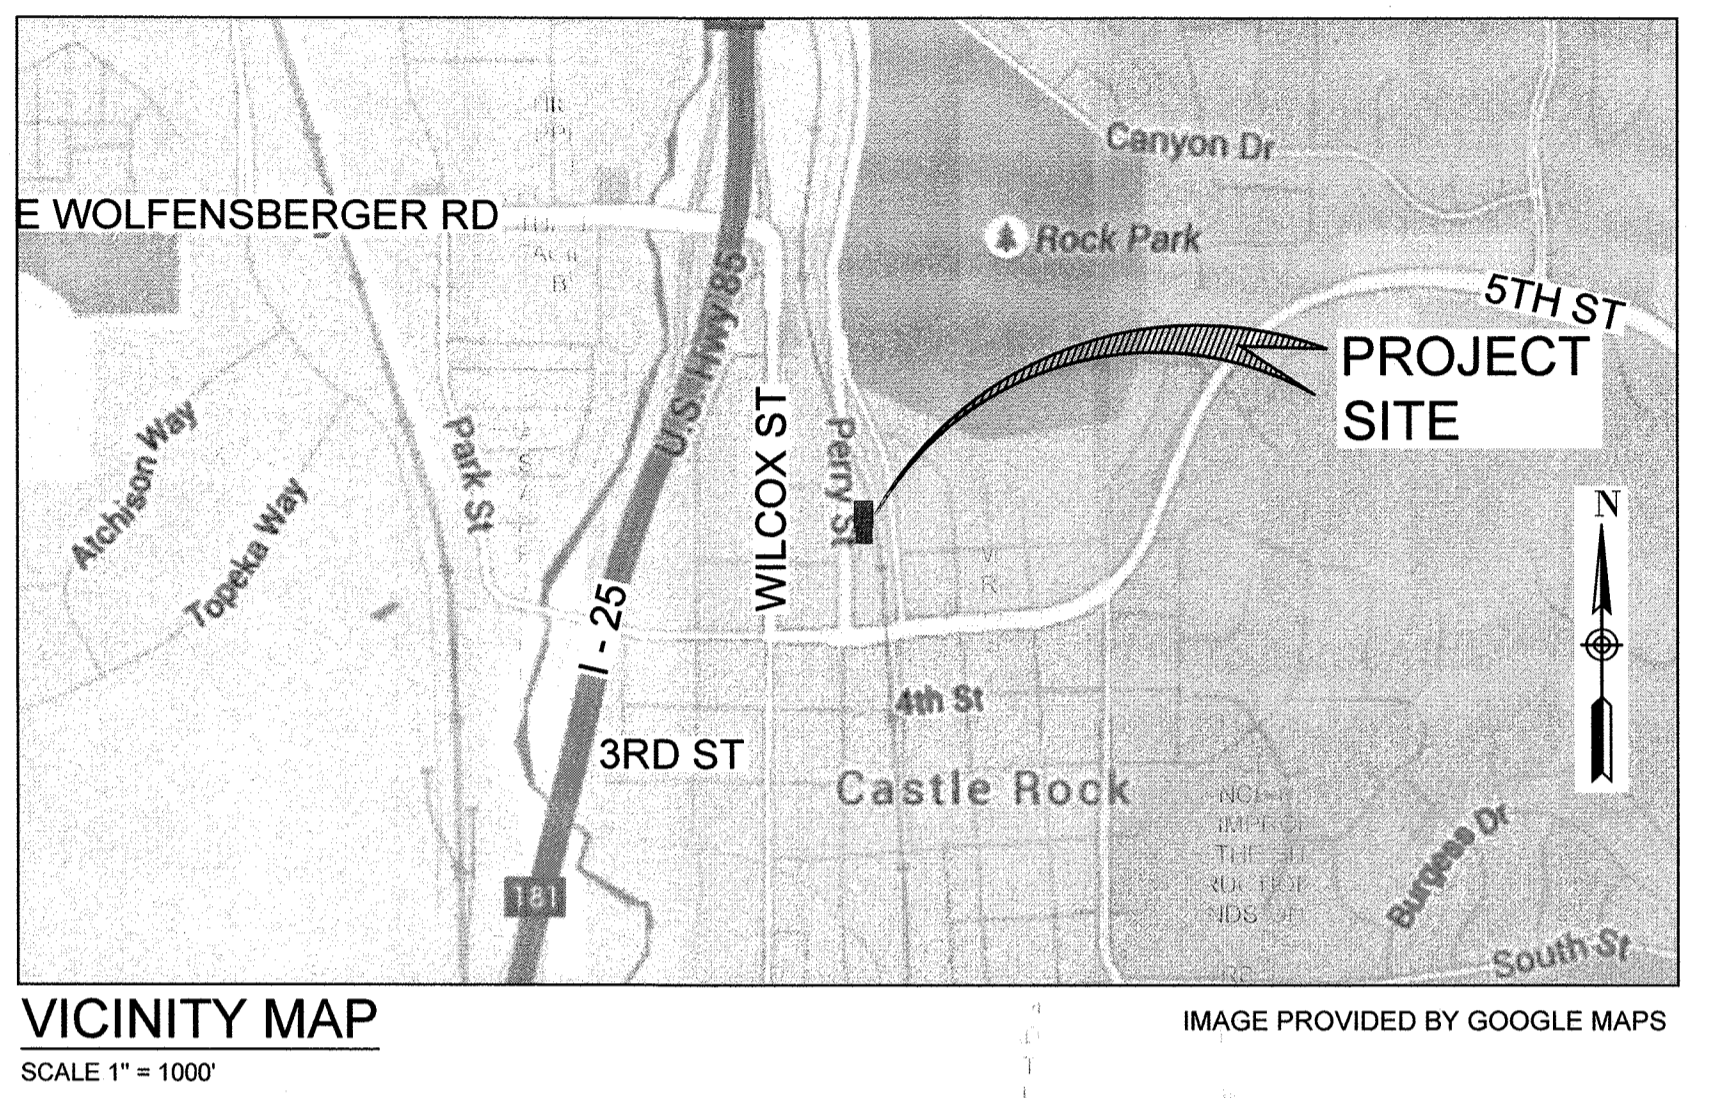 Canyon Dr
E WOLFENSBERGER RD
Rock Park
U.S. Hwy 85
5TH ST
PROJECT
SITE
Atchison Way
Topeka Way
Park St
WILCOX ST
Perry St
N
I - 25
4th St
3RD ST
Castle Rock
Burgess Dr
181
South St
VICINITY MAP
SCALE 1" = 1000'
IMAGE PROVIDED BY GOOGLE MAPS